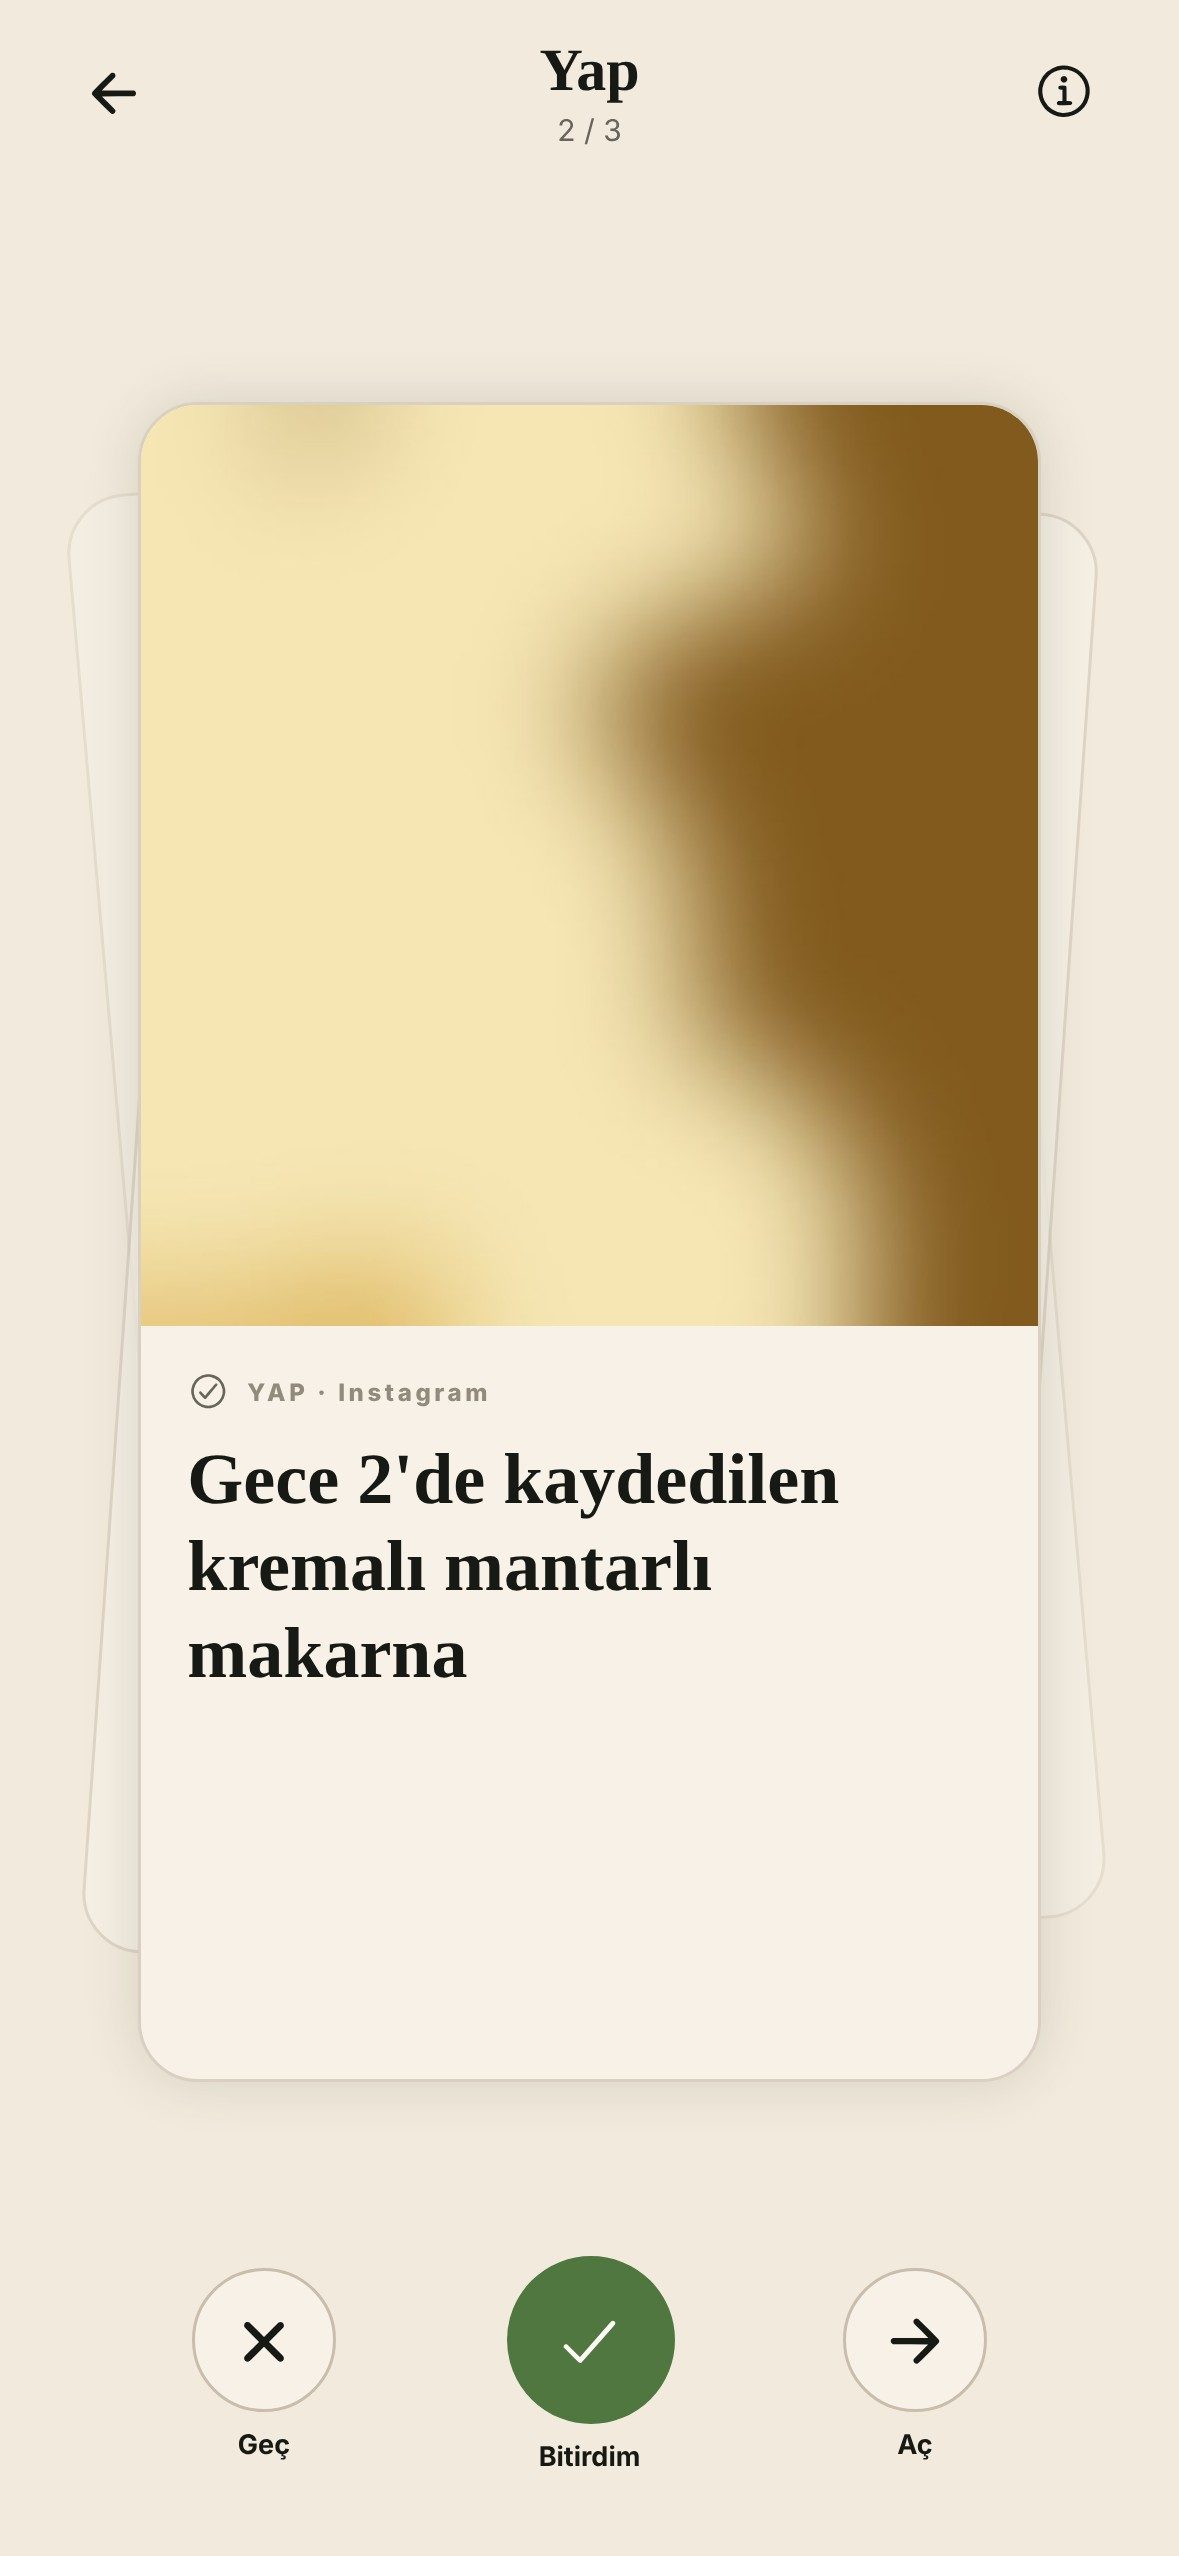 Yap
2 / 3
YAP · Instagram
Gece 2'de kaydedilen
kremalı mantarlı
makarna
Geç
Bitirdim
Aç